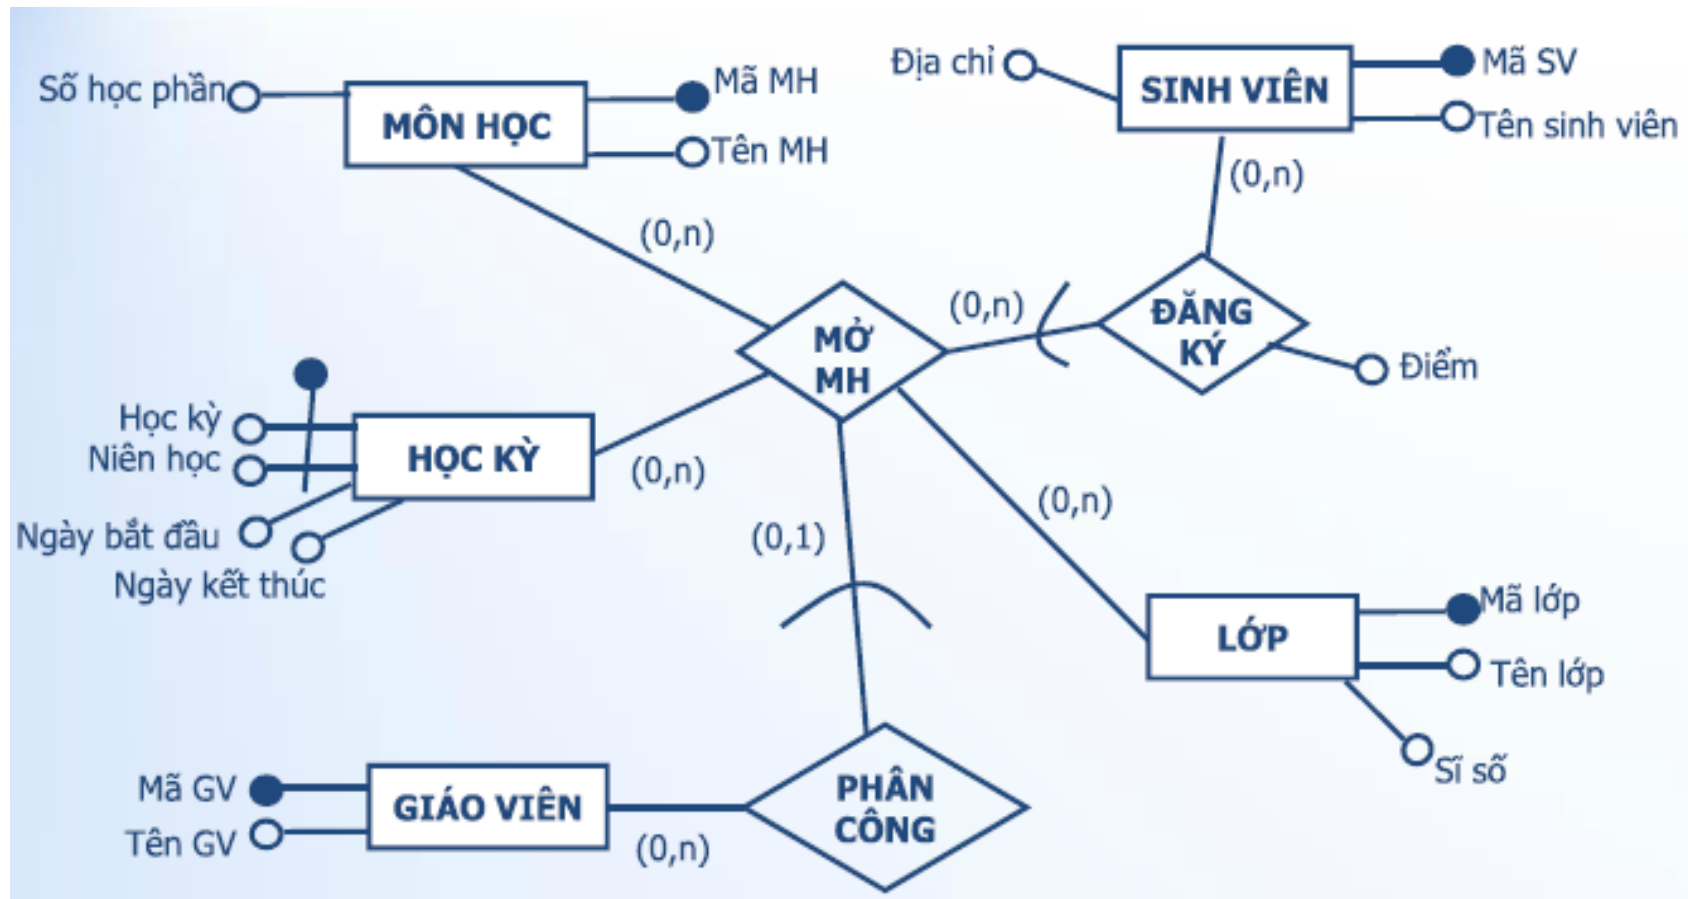 Số học phần
MÔN HỌC
Mã MH
Tên MH
Địa chỉ
SINH VIÊN
Mã SV
Tên sinh viên
(0,n)
(0,n)
(0,n)
MỞ
MH
ĐĂNG
KÝ
Điểm
Học kỳ
Niên học
HỌC KỲ
Ngày bắt đầu
Ngày kết thúc
(0,n)
(0,1)
(0,n)
LỚP
Mã lớp
Tên lớp
Sĩ số
Mã GV
Tên GV
GIÁO VIÊN
(0,n)
PHÂN
CÔNG